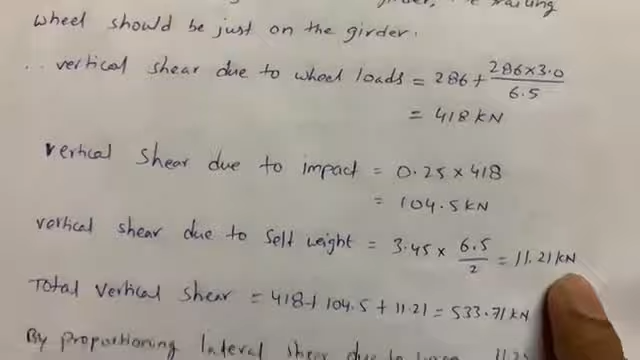 trailing
wheel should be just on the girder.
∴ vertical shear due to wheel loads = 286 + 286×3.0/6.5
= 418 KN
vertical shear due to impact = 0.25 × 418
= 104.5 KN
vertical shear due to self weight = 3.45 × 6.5/2 = 11.21 KN
Total vertical shear = 418 + 104.5 + 11.21 = 533.71 KN
By proportioning lateral shear due to